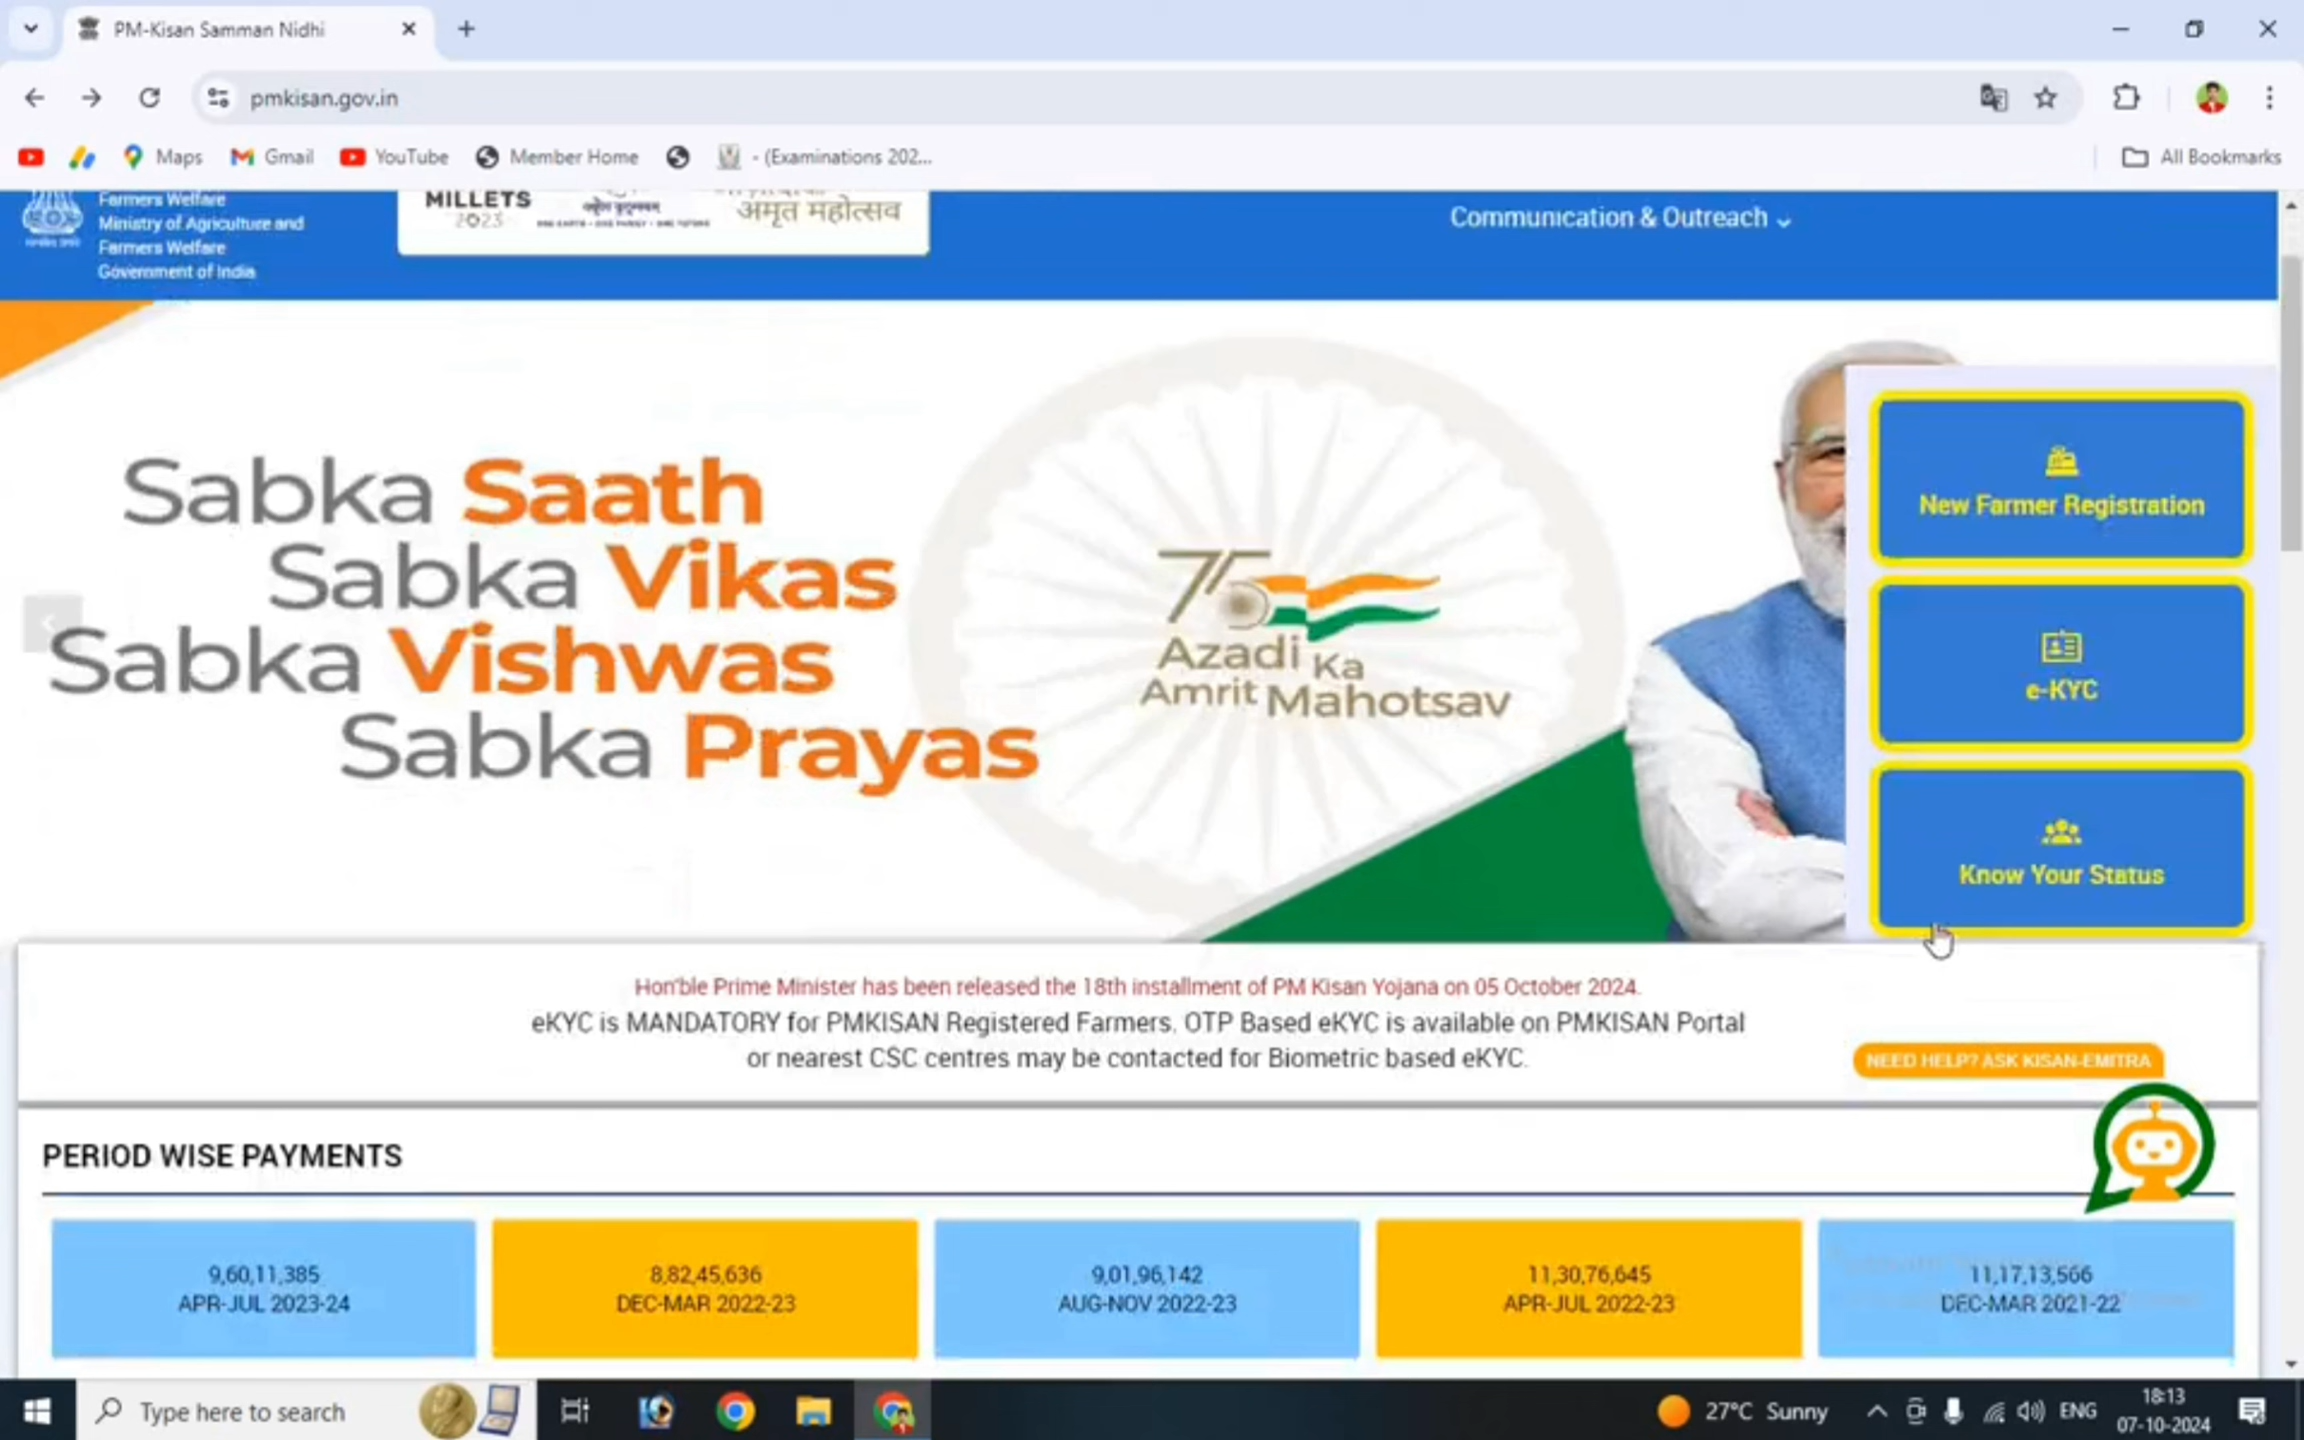 PM-Kisan Samman Nidhi
pmkisan.gov.in
Maps Gmail YouTube Member Home - (Examinations 202... All Bookmarks
Farmers Welfare
Ministry of Agriculture and
Farmers Welfare
Government of India
MILLETS
2023
अमृत महोत्सव
Communication & Outreach
Sabka Saath
Sabka Vikas
Sabka Vishwas
Sabka Prayas
75
Azadi Ka
Amrit Mahotsav
New Farmer Registration
e-KYC
Know Your Status
Hon'ble Prime Minister has been released the 18th installment of PM Kisan Yojana on 05 October 2024.
eKYC is MANDATORY for PMKISAN Registered Farmers. OTP Based eKYC is available on PMKISAN Portal
or nearest CSC centres may be contacted for Biometric based eKYC.
NEED HELP? ASK KISAN-EMITRA
PERIOD WISE PAYMENTS
9,60,11,385
APR-JUL 2023-24
8,82,45,636
DEC-MAR 2022-23
9,01,96,142
AUG-NOV 2022-23
11,30,76,645
APR-JUL 2022-23
11,17,13,566
DEC-MAR 2021-22
Type here to search
27°C Sunny
ENG
18:13
07-10-2024